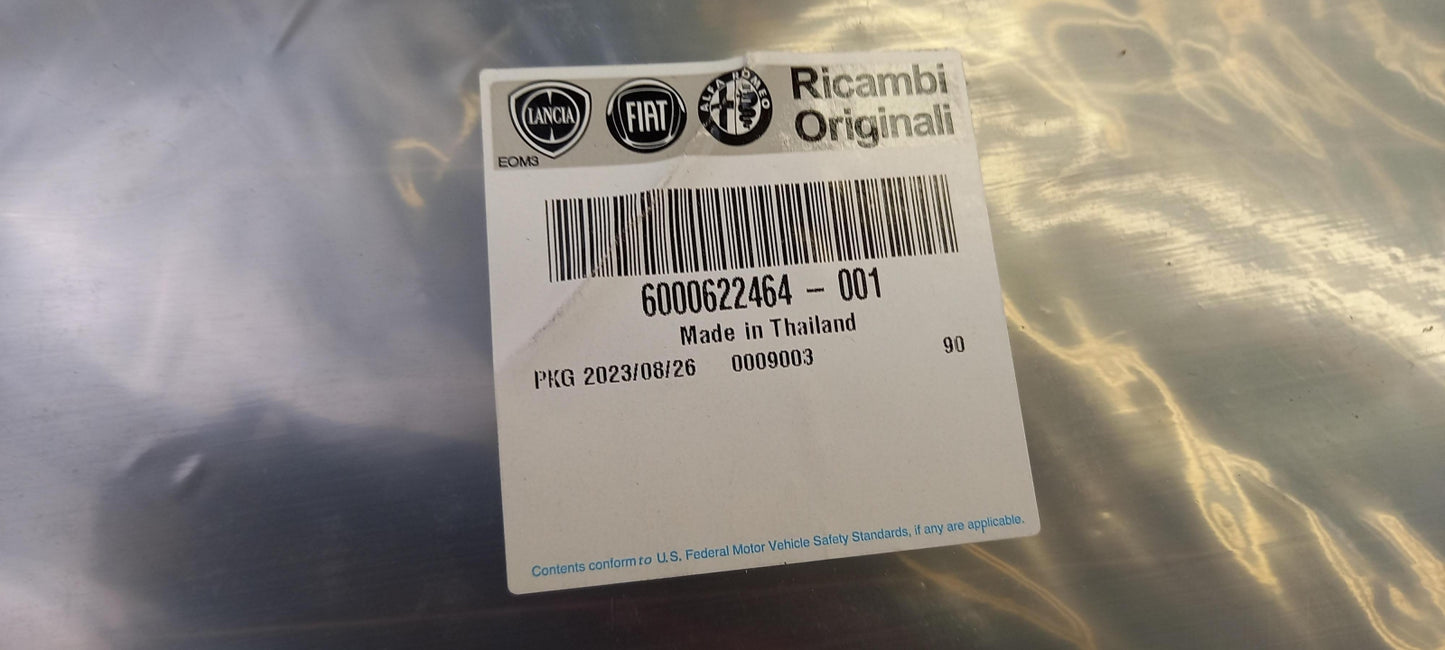 LANCIA
FIAT
ALFA ROMEO
Ricambi
Originali
EOM3
6000622464 - 001
Made in Thailand
PKG 2023/08/26 0009003 90
Contents conform to U.S. Federal Motor Vehicle Safety Standards, if any are applicable.